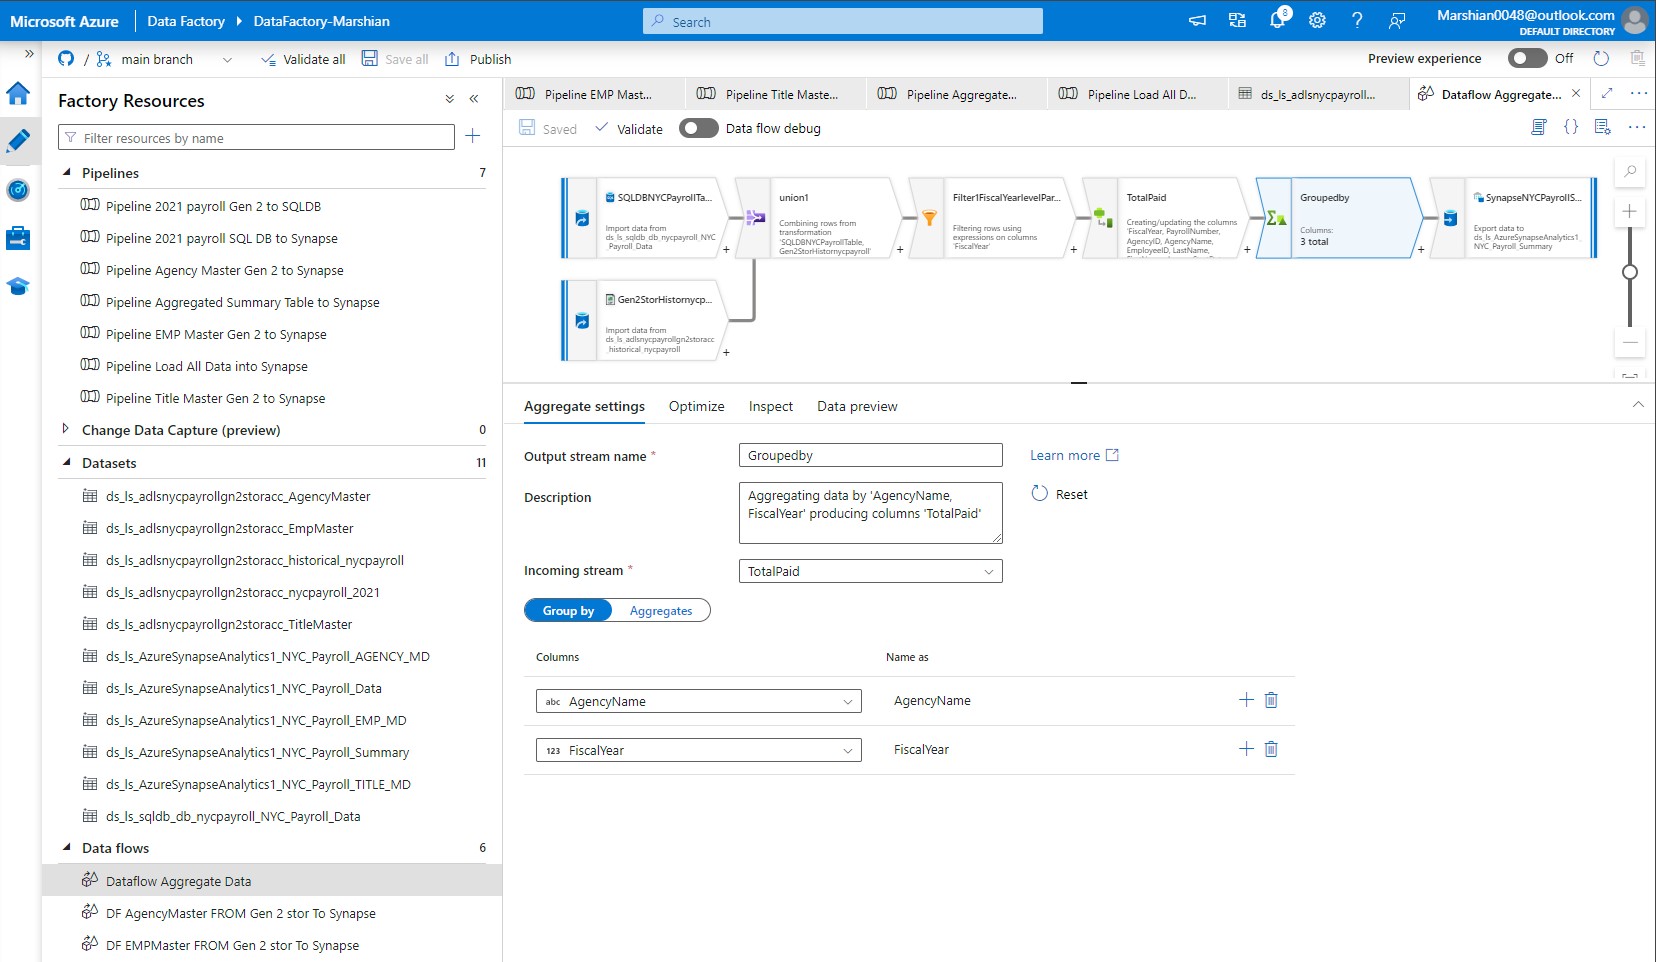 Microsoft Azure
Data Factory
DataFactory-Marshian
Search
8
Marshian0048@outlook.com
DEFAULT DIRECTORY
/
main branch
Validate all
Save all
Publish
Preview experience
Off
Factory Resources
Filter resources by name
Pipelines
7
Pipeline 2021 payroll Gen 2 to SQLDB
Pipeline 2021 payroll SQL DB to Synapse
Pipeline Agency Master Gen 2 to Synapse
Pipeline Aggregated Summary Table to Synapse
Pipeline EMP Master Gen 2 to Synapse
Pipeline Load All Data into Synapse
Pipeline Title Master Gen 2 to Synapse
Change Data Capture (preview)
0
Datasets
11
ds_ls_adlsnycpayrollgn2storacc_AgencyMaster
ds_ls_adlsnycpayrollgn2storacc_EmpMaster
ds_ls_adlsnycpayrollgn2storacc_historical_nycpayroll
ds_ls_adlsnycpayrollgn2storacc_nycpayroll_2021
ds_ls_adlsnycpayrollgn2storacc_TitleMaster
ds_ls_AzureSynapseAnalytics1_NYC_Payroll_AGENCY_MD
ds_ls_AzureSynapseAnalytics1_NYC_Payroll_Data
ds_ls_AzureSynapseAnalytics1_NYC_Payroll_EMP_MD
ds_ls_AzureSynapseAnalytics1_NYC_Payroll_Summary
ds_ls_AzureSynapseAnalytics1_NYC_Payroll_TITLE_MD
ds_ls_sqldb_db_nycpayroll_NYC_Payroll_Data
Data flows
6
Dataflow Aggregate Data
DF AgencyMaster FROM Gen 2 stor To Synapse
DF EMPMaster FROM Gen 2 stor To Synapse
Pipeline EMP Mast...
Pipeline Title Maste...
Pipeline Aggregate...
Pipeline Load All D...
ds_ls_adlsnycpayroll...
Dataflow Aggregate...
Saved
Validate
Data flow debug
SQLDBNYCPayrollTa...
Import data from
ds_ls_sqldb_db_nycpayroll_NYC
_Payroll_Data
union1
Combining rows from
transformation
'SQLDBNYCPayrollTable,
Gen2StorHistornycpayroll'
Filter1FiscalYearlevelPar...
Filtering rows using
expressions on columns
'FiscalYear'
TotalPaid
Creating/updating the columns
'FiscalYear, PayrollNumber,
AgencyID, AgencyName,
EmployeeID, LastName,
Groupedby
Columns:
3 total
SynapseNYCPayrollS...
Export data to
ds_ls_AzureSynapseAnalytics1_
NYC_Payroll_Summary
Gen2StorHistornycp...
Import data from
ds_ls_adlsnycpayrollgn2storacc
_historical_nycpayroll
Aggregate settings
Optimize
Inspect
Data preview
Output stream name *
Groupedby
Learn more
Description
Aggregating data by 'AgencyName,
FiscalYear' producing columns 'TotalPaid'
Reset
Incoming stream *
TotalPaid
Group by
Aggregates
Columns
Name as
abc AgencyName
AgencyName
123 FiscalYear
FiscalYear